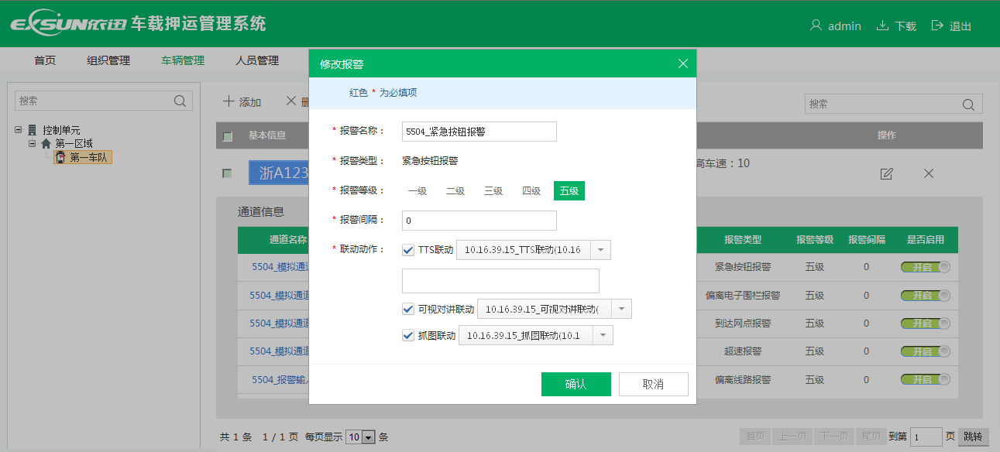 EXSUN依迅 车载押运管理系统
admin 下载 退出
首页 组织管理 车辆管理 人员管理
搜索
控制单元
第一区域
第一车队
添加
搜索
基本信息 操作
浙A123
高车速：10
通道信息
通道名称 报警类型 报警等级 报警间隔 是否启用
5504_模拟通道 紧急按钮报警 五级 0 开启
5504_模拟通道 偏离电子围栏报警 五级 0 开启
5504_模拟通道 到达网点报警 五级 0 开启
5504_模拟通道 超速报警 五级 0 开启
5504_报警输入 偏离线路报警 五级 0 开启
共 1 条 1 / 1 页 每页显示 10 条
首页 上一页 下一页 尾页 到第 1 页 跳转
修改报警
红色 * 为必填项
* 报警名称： 5504_紧急按钮报警
* 报警类型： 紧急按钮报警
* 报警等级： 一级 二级 三级 四级 五级
* 报警间隔： 0
* 联动动作： TTS联动 10.16.39.15_TTS联动(10.16
可视对讲联动 10.16.39.15_可视对讲联动(
抓图联动 10.16.39.15_抓图联动(10.1
确认 取消